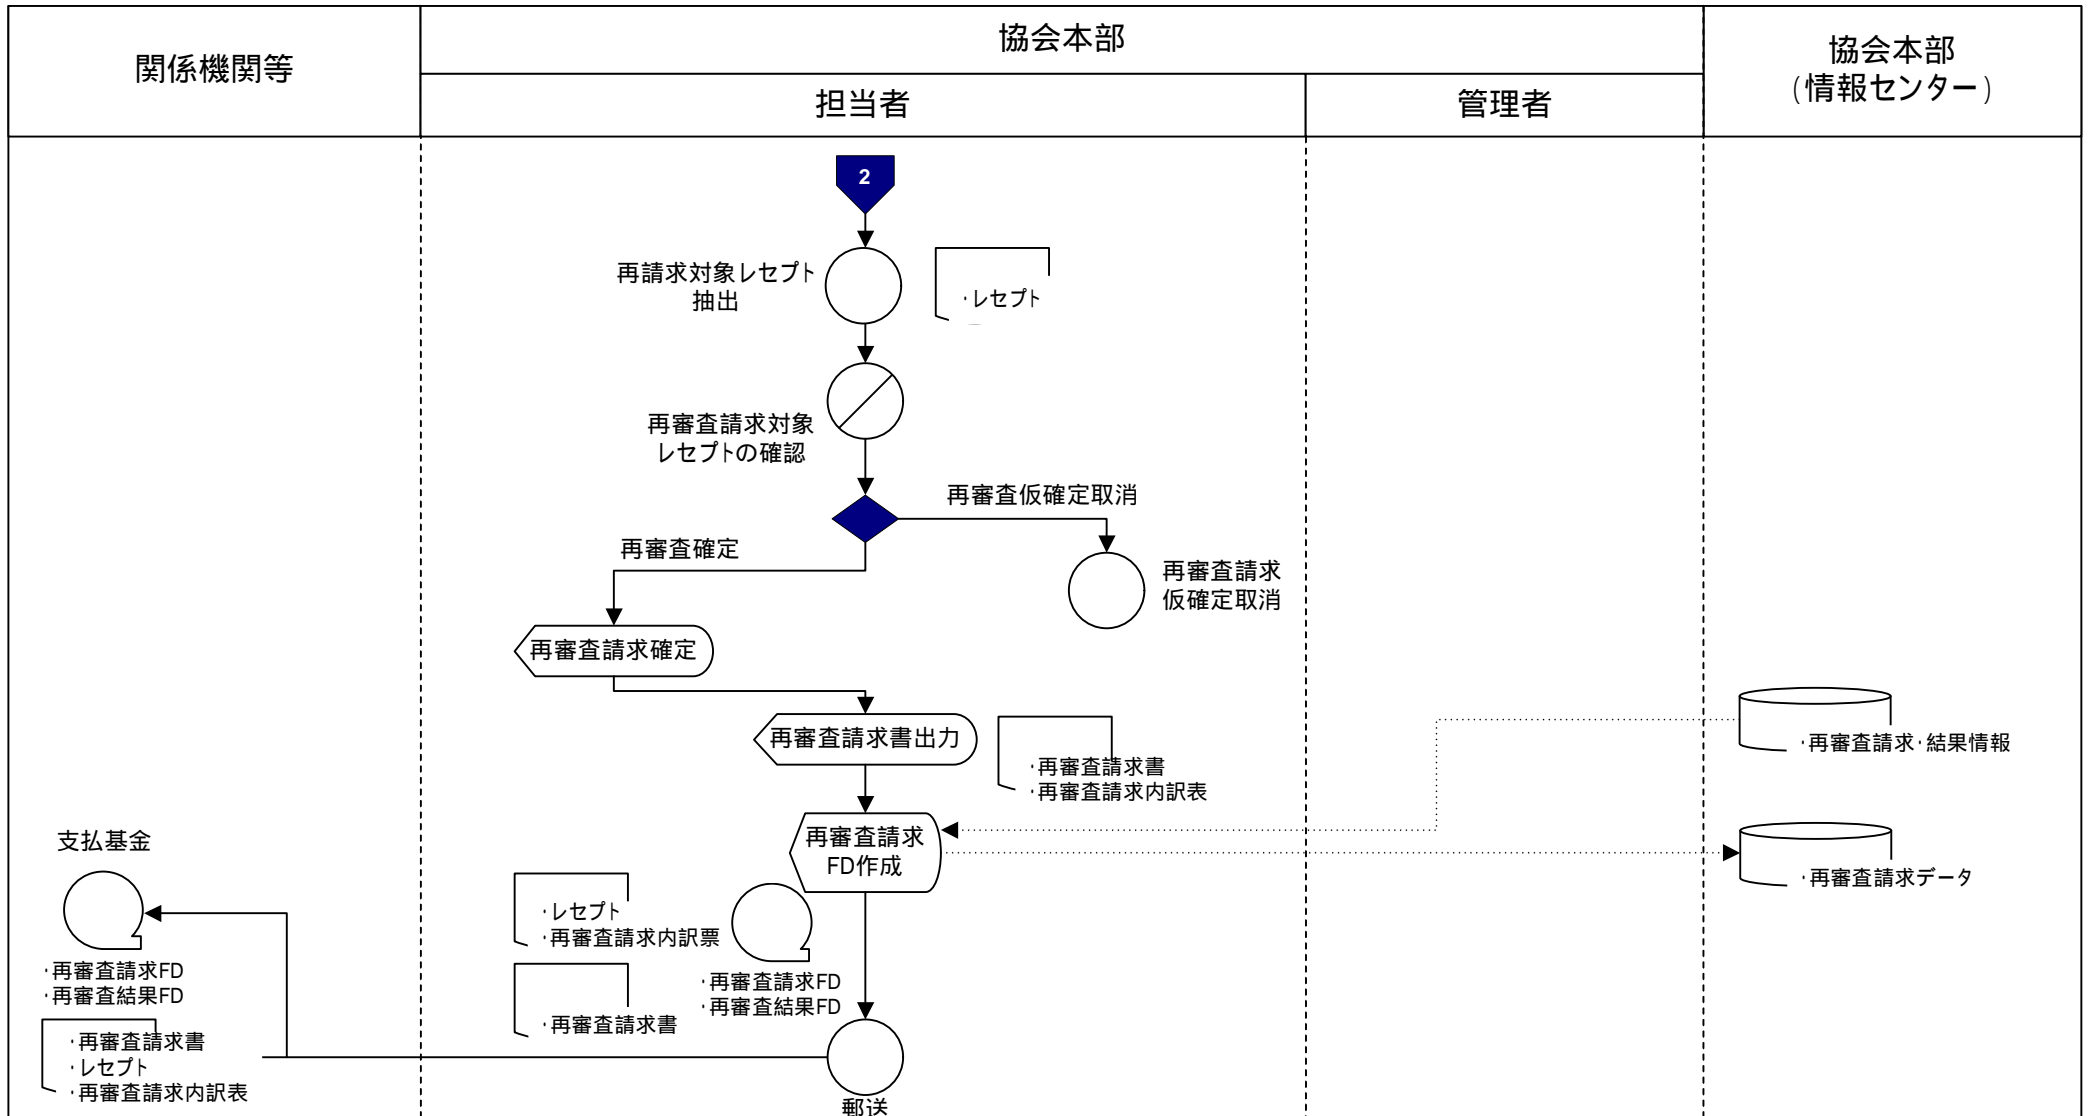 関係機関等
協会本部
協会本部
(情報センター)
担当者
管理者
2
再請求対象レセプト
抽出
・レセプト
再審査請求対象
レセプトの確認
再審査仮確定取消
再審査確定
再審査請求
仮確定取消
再審査請求確定
再審査請求書出力
・再審査請求書
・再審査請求内訳表
・再審査請求・結果情報
再審査請求
FD作成
・再審査請求データ
支払基金
・レセプト
・再審査請求内訳票
・再審査請求FD
・再審査結果FD
・再審査請求書
・再審査請求FD
・再審査結果FD
・再審査請求書
・レセプト
・再審査請求内訳表
郵送